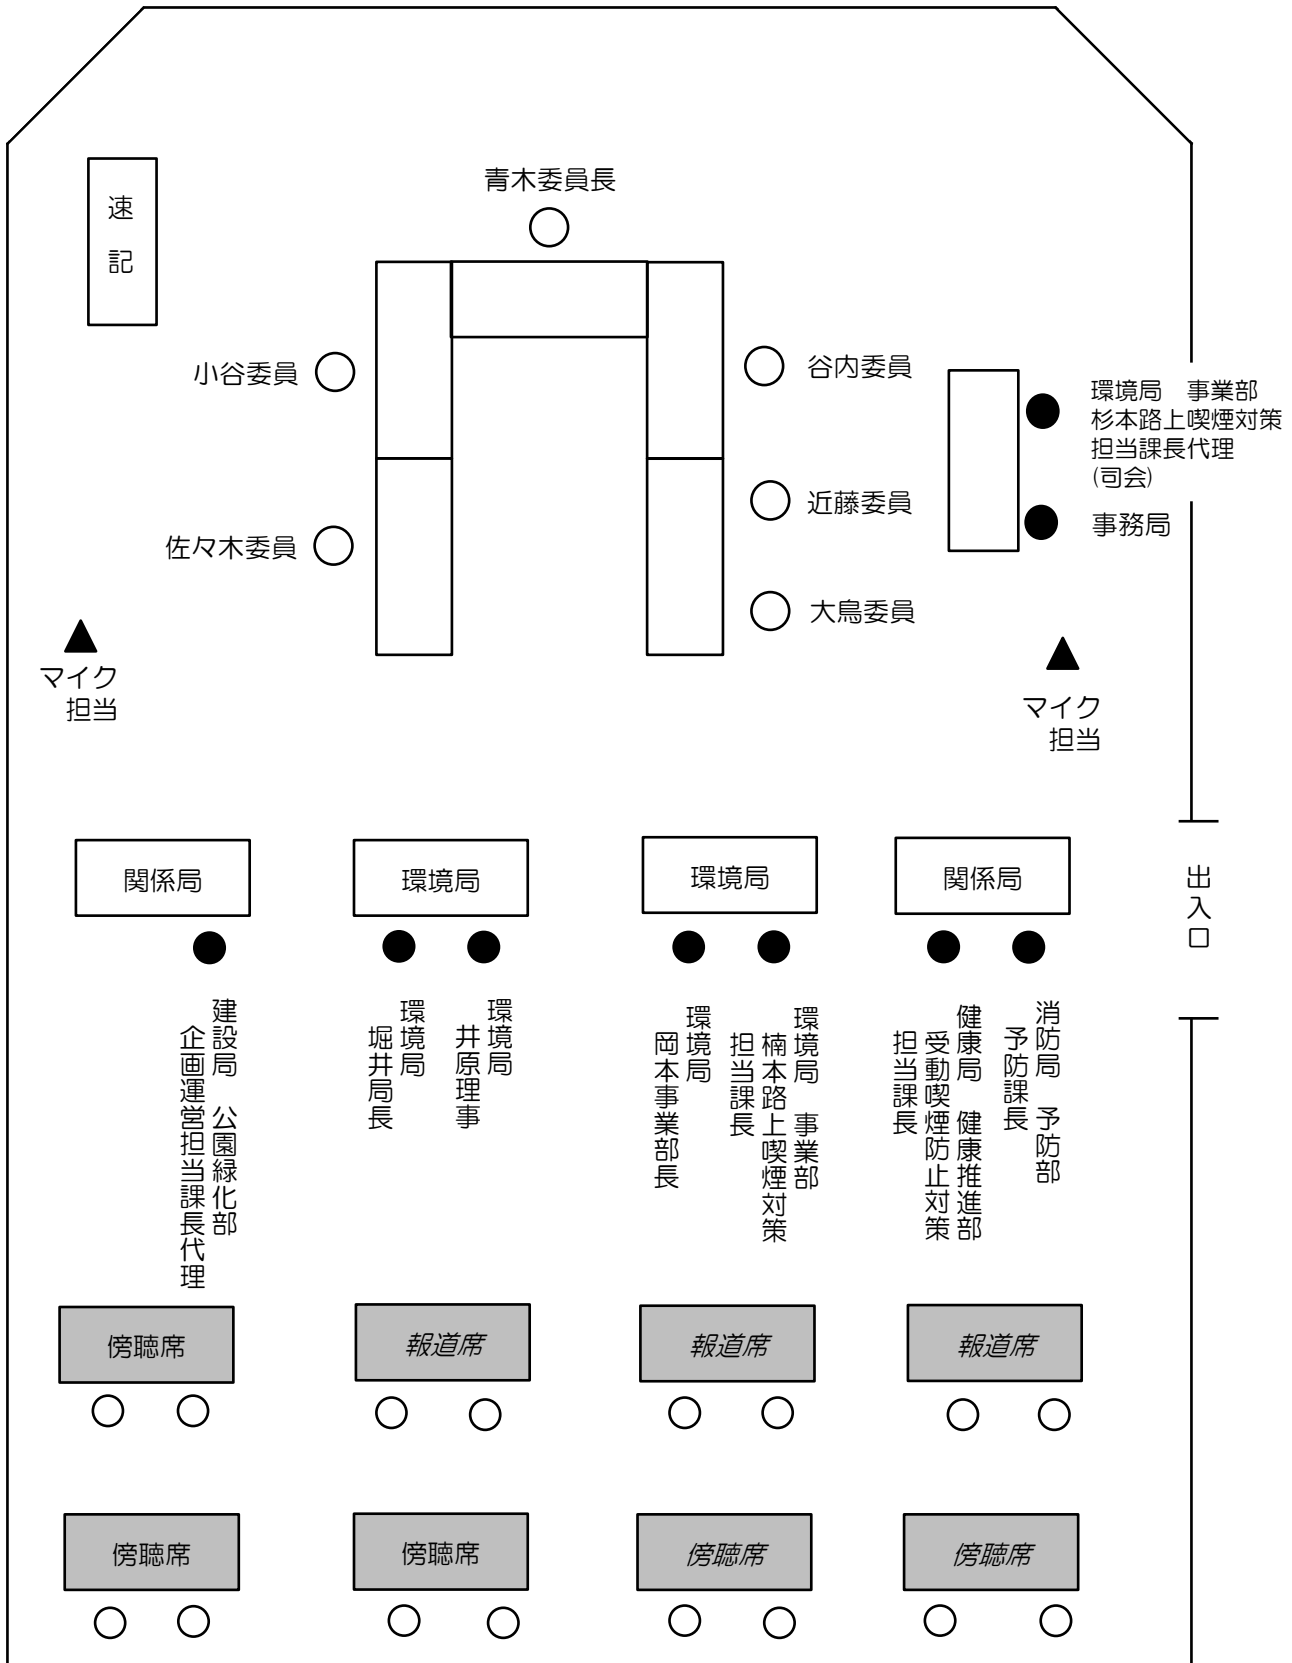 青木委員長
速記
小谷委員
谷内委員
環境局　事業部
杉本路上喫煙対策
担当課長代理
(司会)
近藤委員
事務局
佐々木委員
大鳥委員
マイク
担当
マイク
担当
関係局
環境局
環境局
関係局
出入口
建設局　公園緑化部
企画運営担当課長代理
環境局
堀井局長
環境局
井原理事
環境局
岡本事業部長
環境局　事業部
楠本路上喫煙対策
担当課長
健康局　健康推進部
受動喫煙防止対策
担当課長
消防局　予防部
予防課長
傍聴席
報道席
報道席
報道席
傍聴席
傍聴席
傍聴席
傍聴席